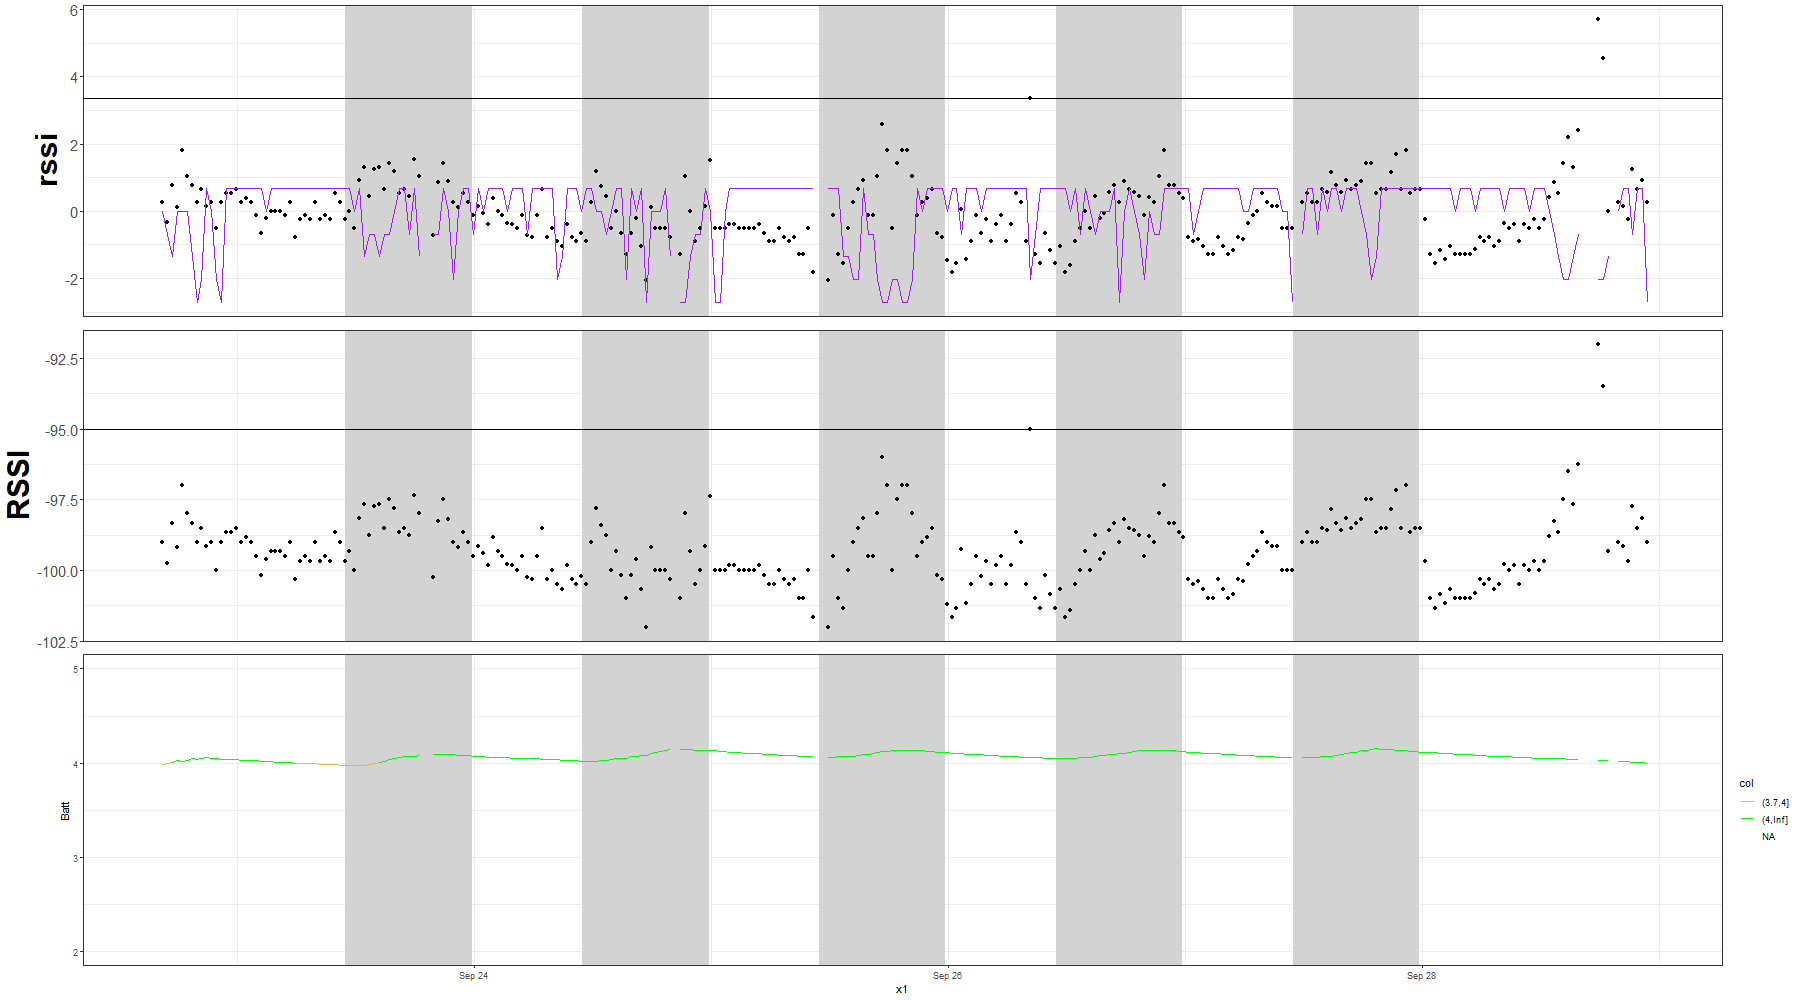 rssi
6
4
2
0
-2
RSSI
-92.5
-95.0
-97.5
-100.0
-102.5
Batt
5
4
3
2
Sep 24
Sep 26
Sep 28
x1
col
(3.7,4]
(4,Inf]
NA